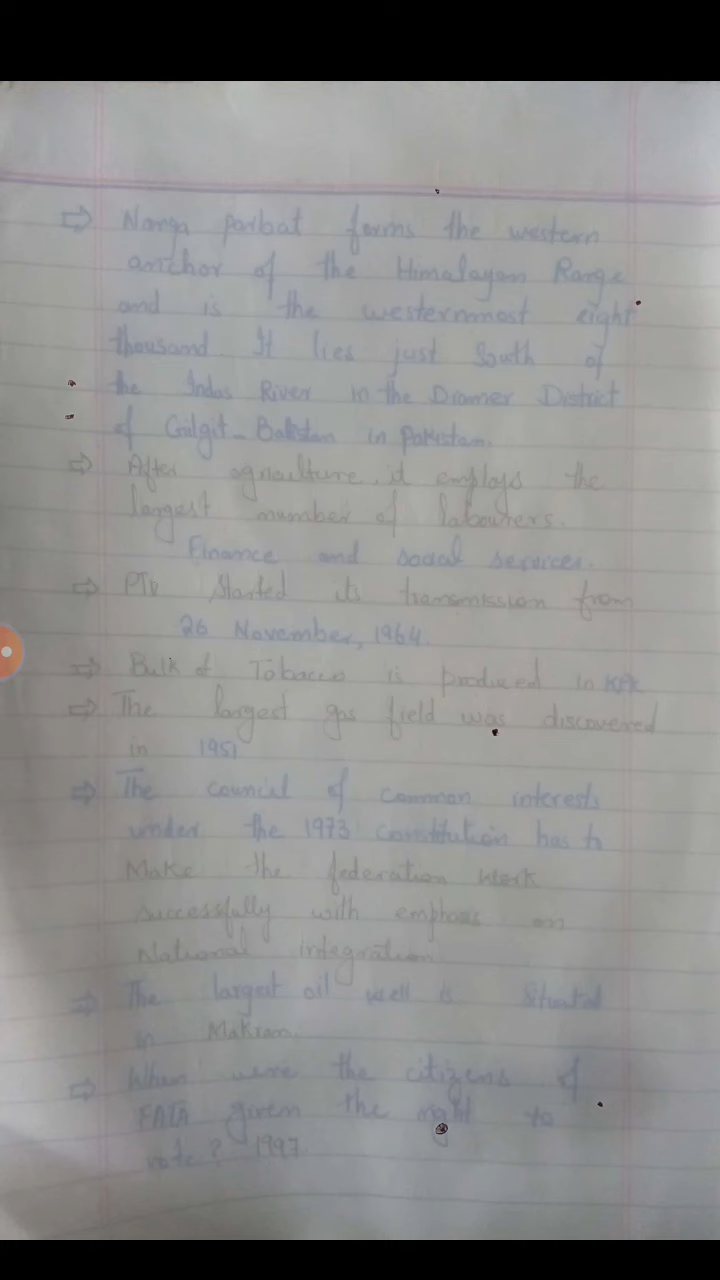 ⇨ Nanga parbat forms the western
anchor of the Himalayan Range
and is the westernmost eight
thousand. It lies just South of
the Indas River in the Diamer District
of Gilgit-Baltistan in pakistan.
⇨ After agriculture, it employs the
largest number of labourers.
Finance and social services.
⇨ PTV Started its transmission from
26 November, 1964.
⇨ Bulk of Tobacco is produced in KPK
⇨ The largest gas field was discovered
in 1951
⇨ The council of common interests
under the 1973 constitution has to
Make the federation work
successfully with emphasis on
National integration
⇨ The largest oil well is Situated
in Makran.
⇨ When were the citizens of
FATA given the right to
vote? 1997.